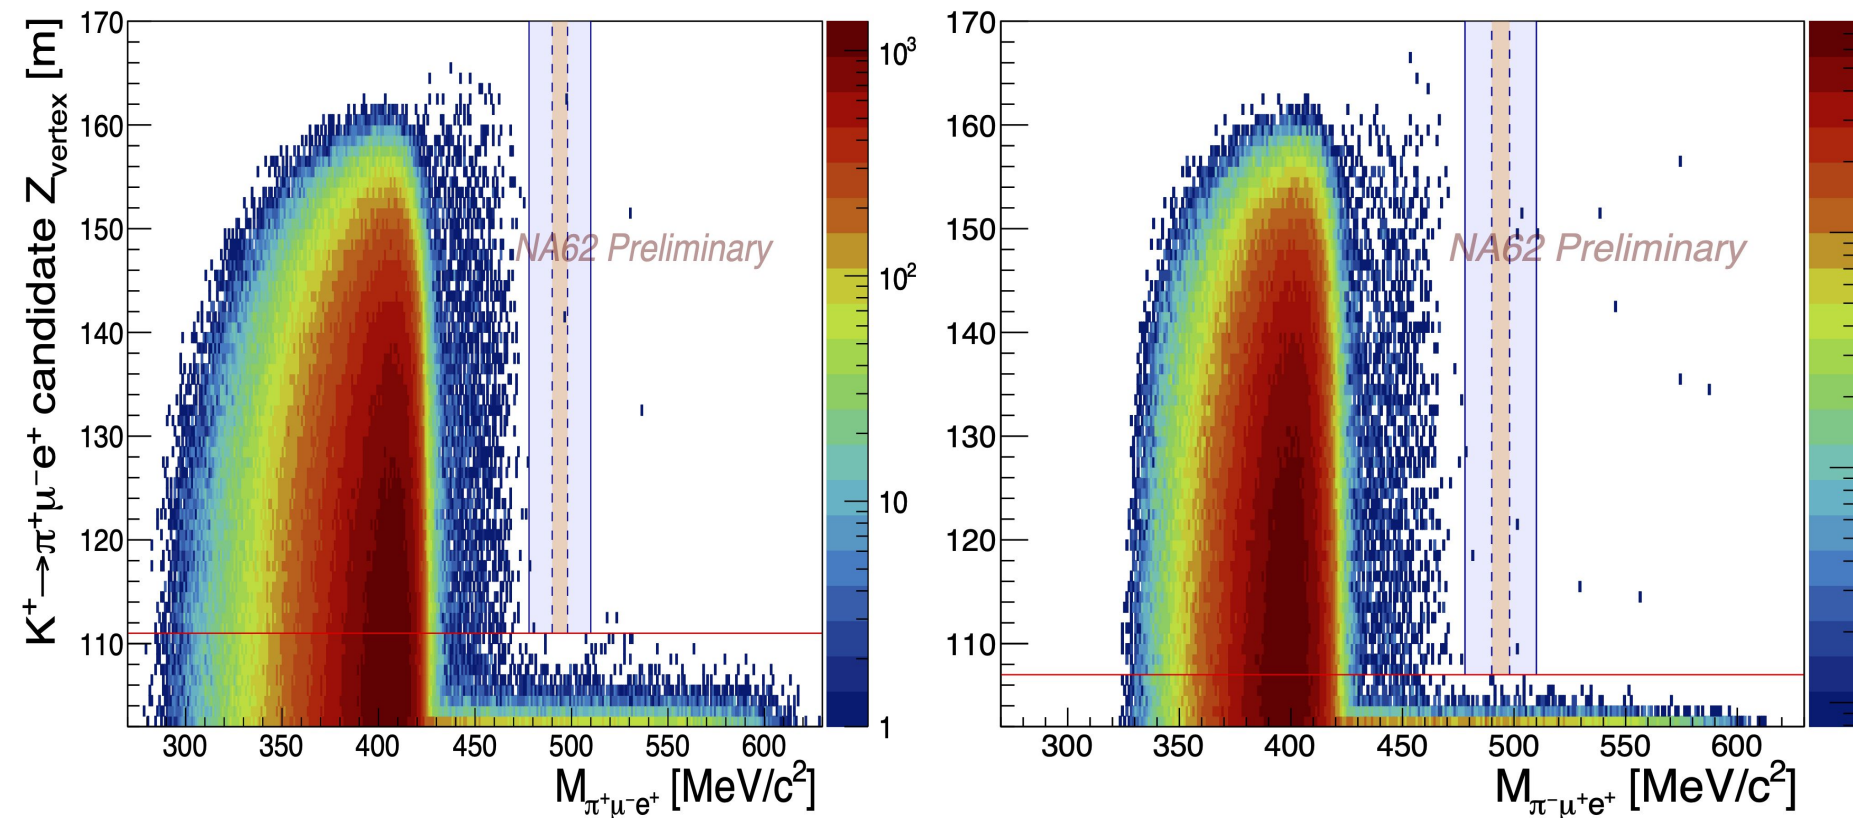 K⁺→π⁺μ⁻e⁺ candidate Z_vertex [m]
170
160
150
140
130
120
110
NA62 Preliminary
300 350 400 450 500 550 600
M_π⁺μ⁻e⁺ [MeV/c²]
10³
10²
10
1
170
160
150
140
130
120
110
NA62 Preliminary
300 350 400 450 500 550 600
M_π⁻μ⁺e⁺ [MeV/c²]